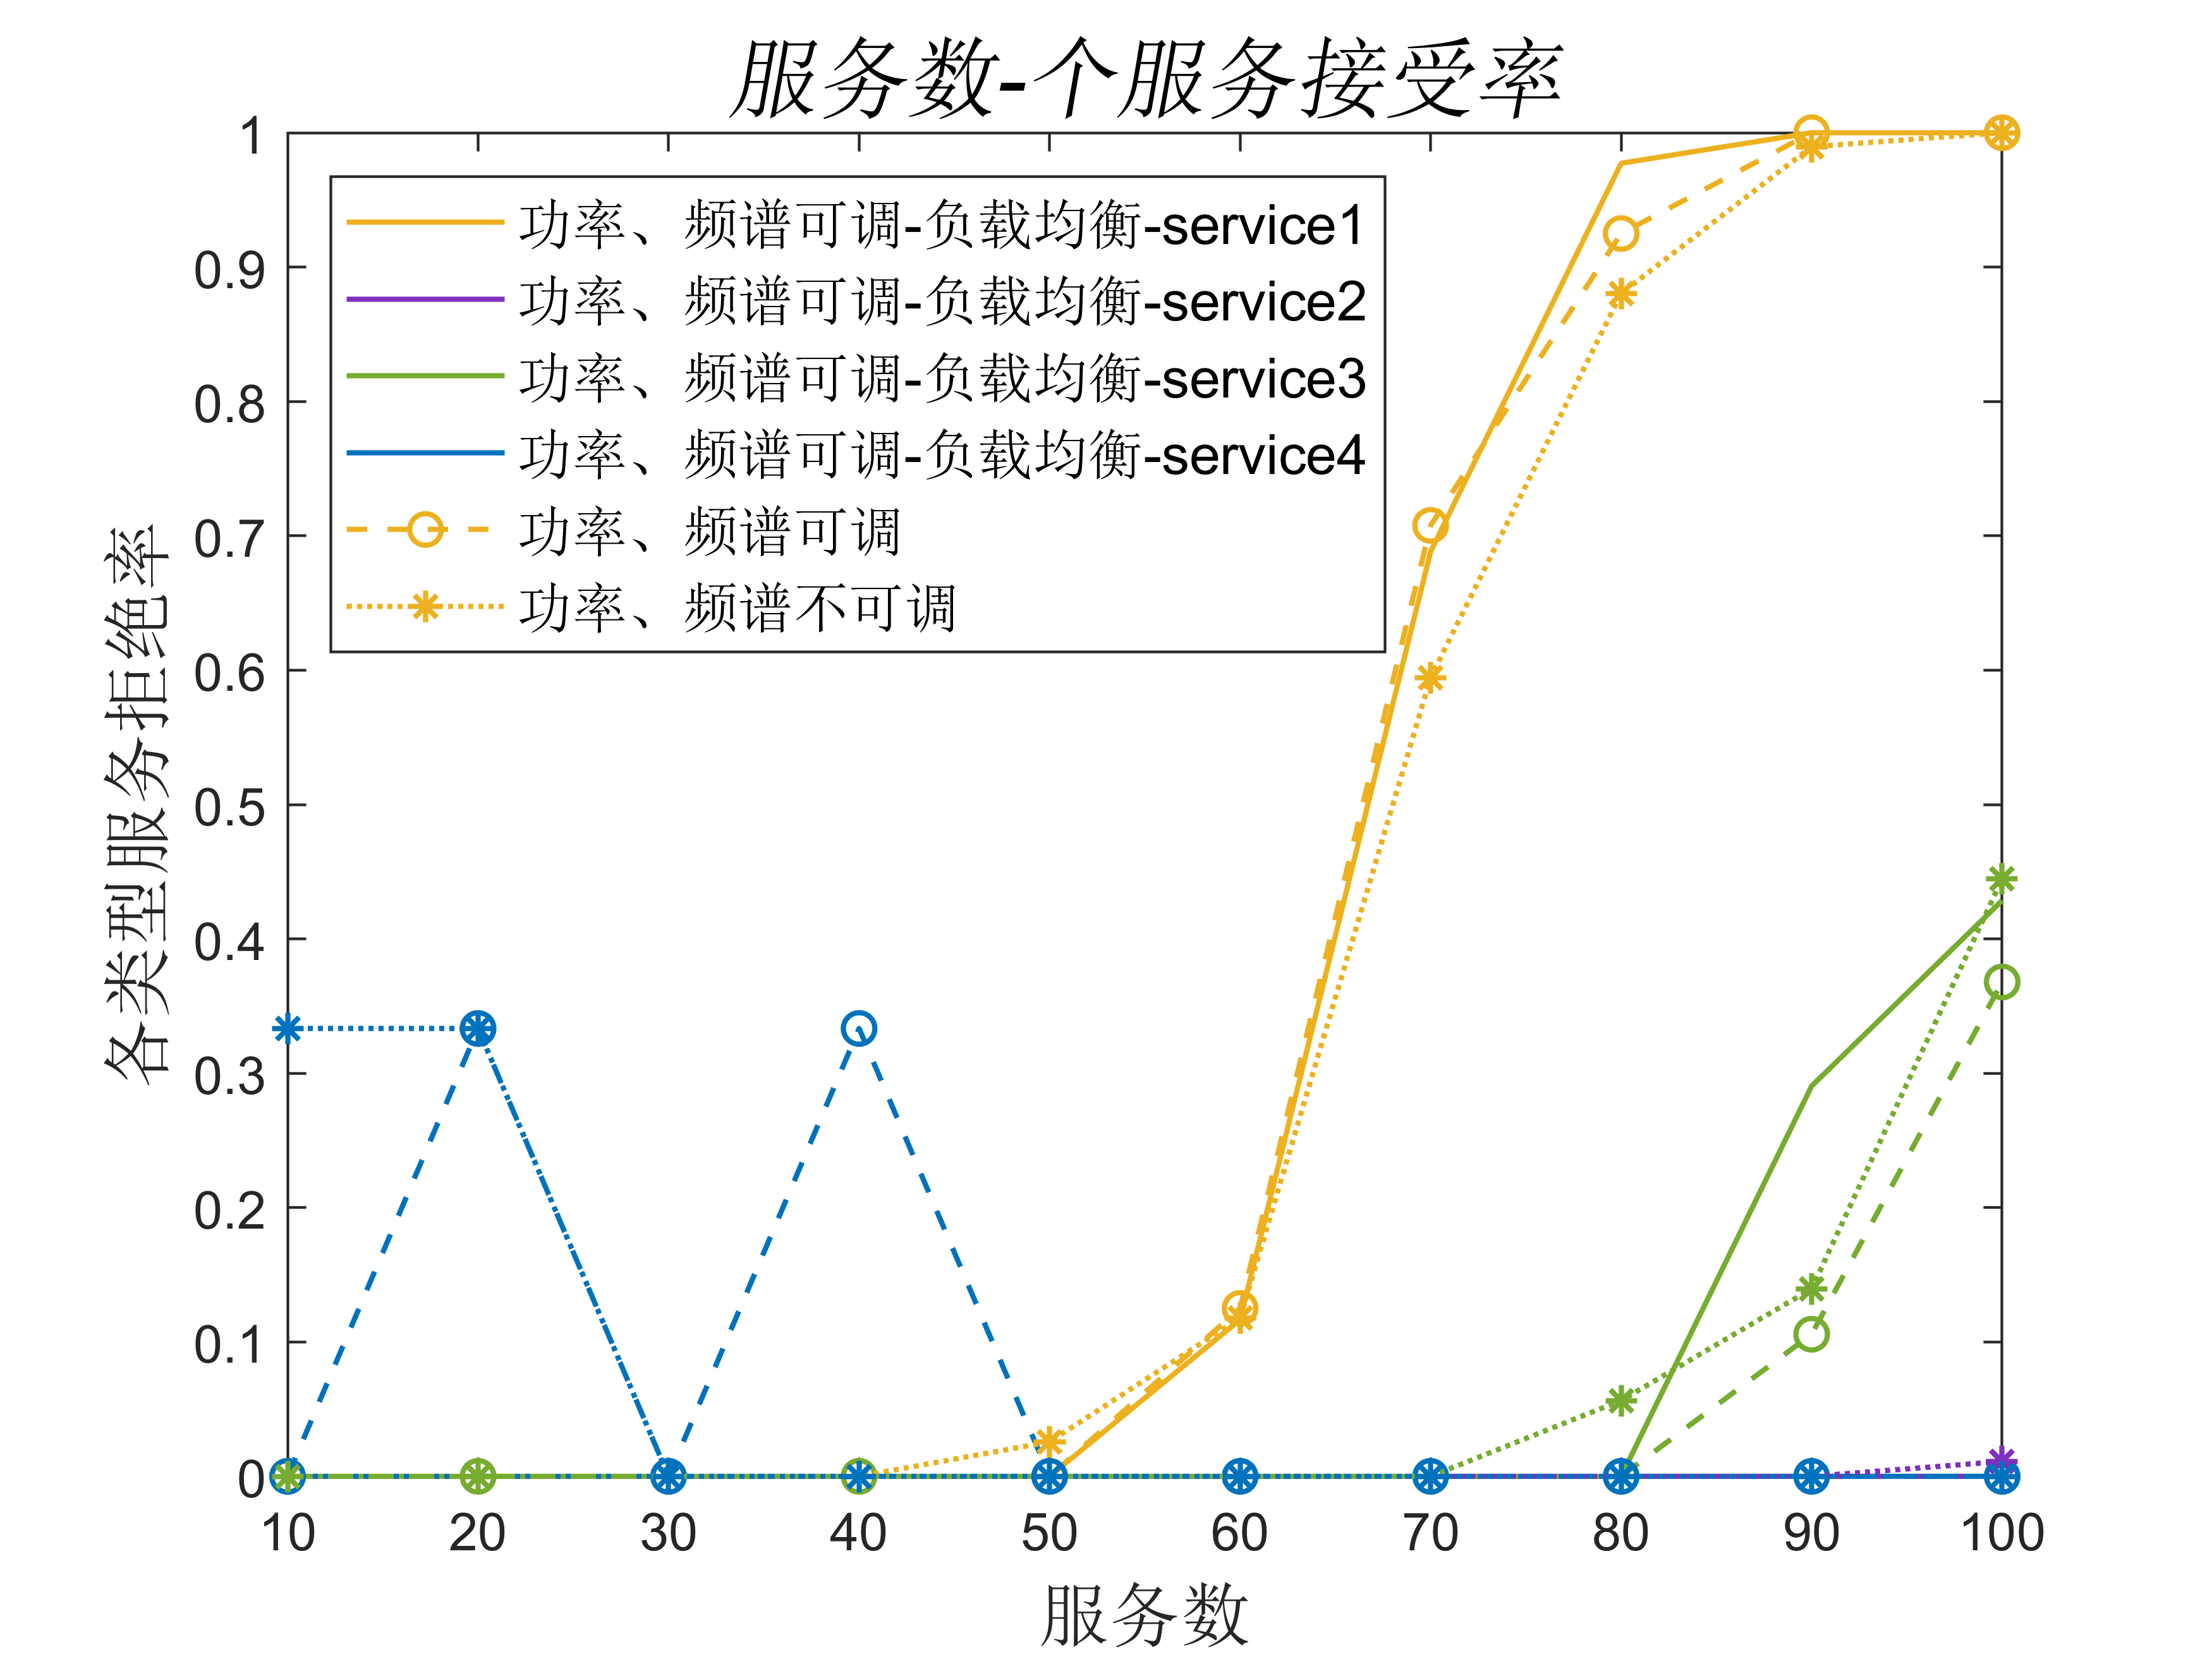 服务数-个服务接受率
1
0.9
0.8
0.7
0.6
0.5
0.4
0.3
0.2
0.1
0
各类型服务拒绝率
功率、频谱可调-负载均衡-service1
功率、频谱可调-负载均衡-service2
功率、频谱可调-负载均衡-service3
功率、频谱可调-负载均衡-service4
功率、频谱可调
功率、频谱不可调
10 20 30 40 50 60 70 80 90 100
服务数